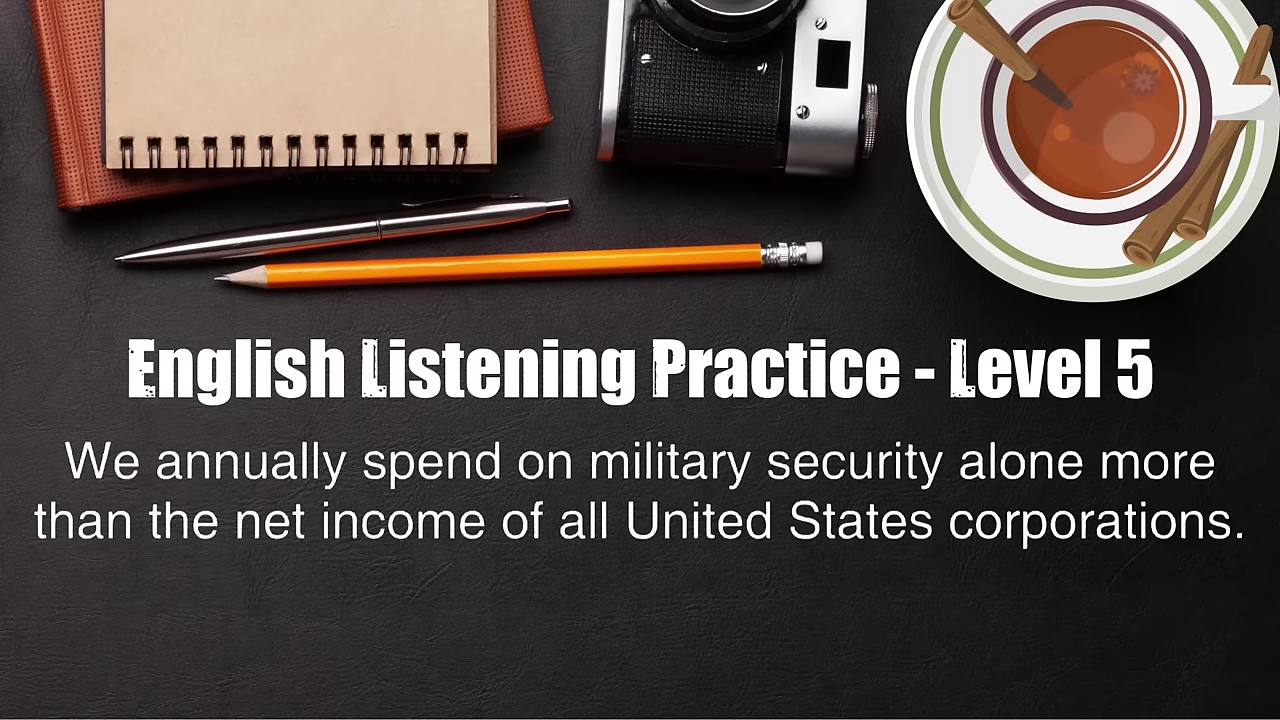 English Listening Practice - Level 5
We annually spend on military security alone more
than the net income of all United States corporations.